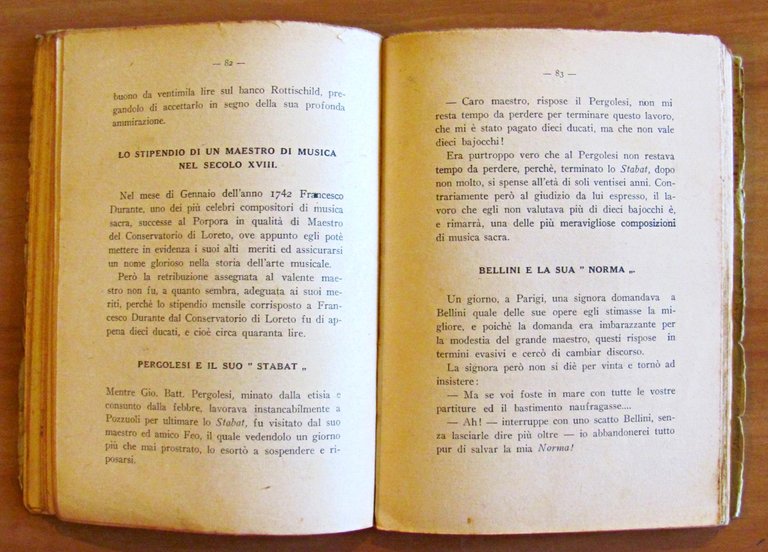 — 82 —
buono da ventimila lire sul banco Rottischild, pre-
gandolo di accettarlo in segno della sua profonda
ammirazione.
LO STIPENDIO DI UN MAESTRO DI MUSICA
NEL SECOLO XVIII.
Nel mese di Gennaio dell'anno 1742 Francesco
Durante, uno dei più celebri compositori di musica
sacra, successe al Porpora in qualità di Maestro
del Conservatorio di Loreto, ove appunto egli potè
mettere in evidenza i suoi alti meriti ed assicurarsi
un nome glorioso nella storia dell'arte musicale.
Però la retribuzione assegnata al valente mae-
stro non fu, a quanto sembra, adeguata ai suoi me-
riti, perchè lo stipendio mensile corrisposto a Fran-
cesco Durante dal Conservatorio di Loreto fu di ap-
pena dieci ducati, e cioè circa quaranta lire.
PERGOLESI E IL SUO " STABAT „
Mentre Gio. Batt. Pergolesi, minato dalla etisia e
consunto dalla febbre, lavorava instancabilmente a
Pozzuoli per ultimare lo Stabat, fu visitato dal suo
maestro ed amico Feo, il quale vedendolo un giorno
più che mai prostrato, lo esortò a sospendere e ri-
posarsi.
— 83 —
— Caro maestro, rispose il Pergolesi, non mi
resta tempo da perdere per terminare questo lavoro,
che mi è stato pagato dieci ducati, ma che non vale
dieci bajocchi!
Era purtroppo vero che al Pergolesi non restava
tempo da perdere, perchè, terminato lo Stabat, dopo
non molto, si spense all'età di soli ventisei anni. Con-
trariamente però al giudizio da lui espresso, il la-
voro che egli non valutava più di dieci bajocchi è,
e rimarrà, una delle più meravigliose composizioni
di musica sacra.
BELLINI E LA SUA " NORMA „
Un giorno, a Parigi, una signora domandava a
Bellini quale delle sue opere egli stimasse la mi-
gliore, e poichè la domanda era imbarazzante per
la modestia del grande maestro, questi rispose in
termini evasivi e cercò di cambiar discorso.
La signora però non si diè per vinta e tornò ad
insistere:
— Ma se voi foste in mare con tutte le vostre
partiture ed il bastimento naufragasse....
— Ah! — interruppe con uno scatto Bellini, sen-
za lasciarle dire più oltre — io abbandonerei tutto
pur di salvar la mia Norma!